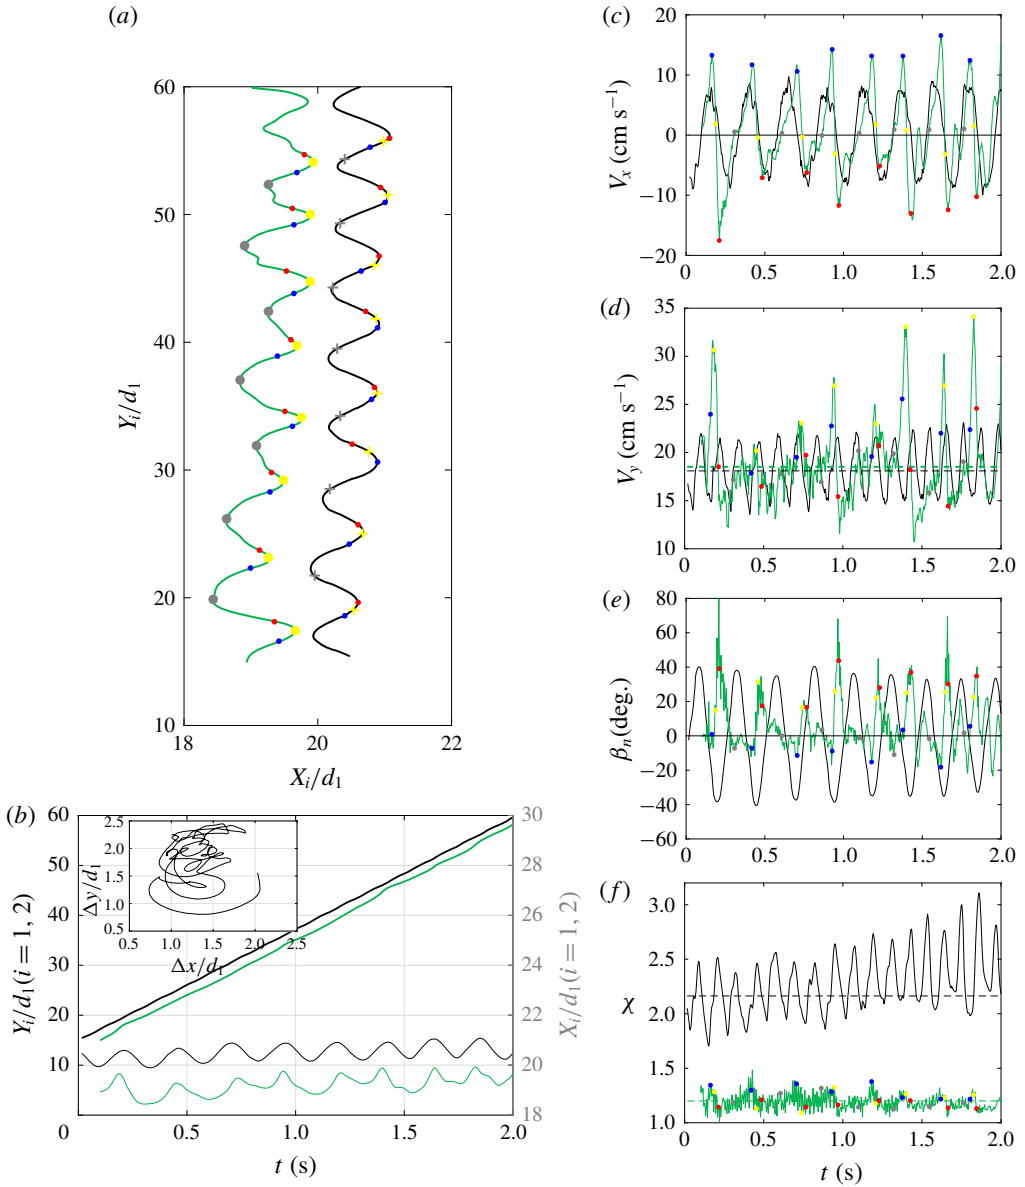 (a)
60
50
40
30
20
10
Y_i/d_1
18 20 22
X_i/d_1
(b)
60
50
40
30
20
10
0
Y_i/d_1(i = 1, 2)
30
28
26
24
22
20
18
X_i/d_1(i = 1, 2)
2.5
2.0
1.5
1.0
0.5
Δy/d_1
0.5 1.0 1.5 2.0 2.5
Δx/d_1
0.5 1.0 1.5 2.0
t (s)
(c)
20
10
0
−10
−20
V_x (cm s⁻¹)
0 0.5 1.0 1.5 2.0
(d)
35
30
25
20
15
10
V_y (cm s⁻¹)
0 0.5 1.0 1.5 2.0
(e)
80
60
40
20
0
−20
−40
−60
β_n(deg.)
0 0.5 1.0 1.5 2.0
(f)
3.0
2.5
2.0
1.5
1.0
χ
0 0.5 1.0 1.5 2.0
t (s)